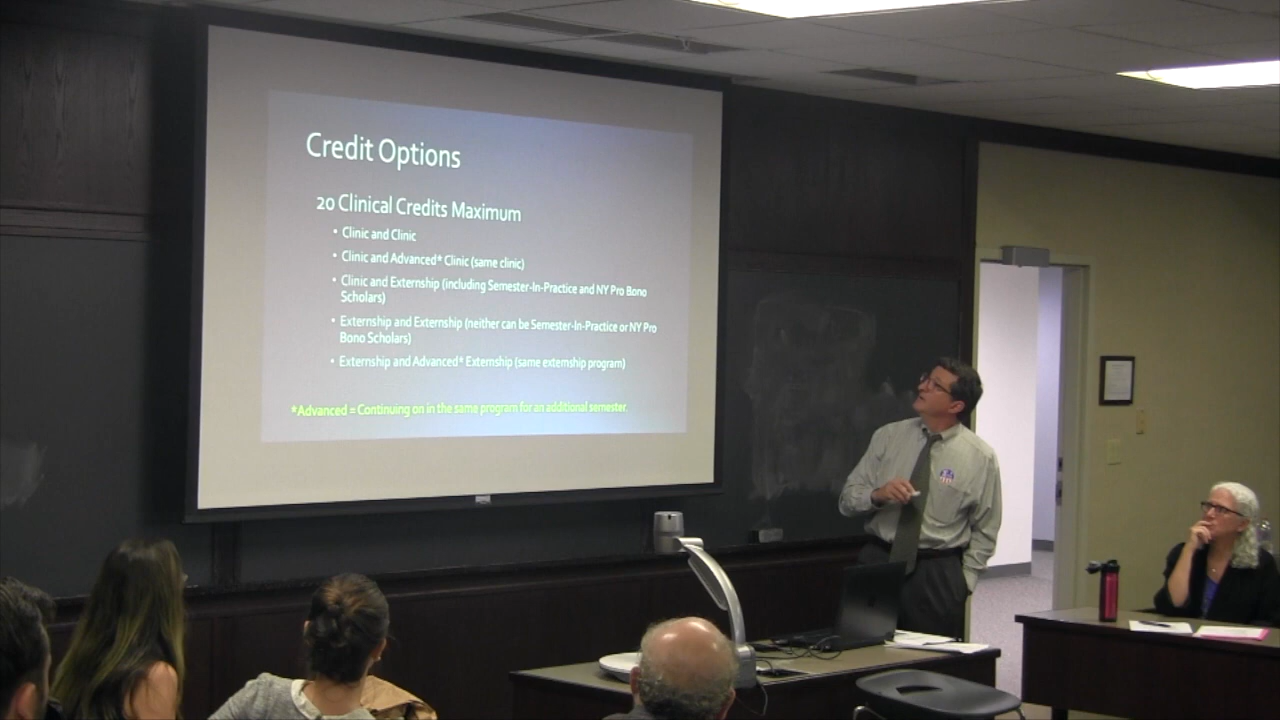 Credit Options
20 Clinical Credits Maximum
• Clinic and Clinic
• Clinic and Advanced* Clinic (same clinic)
• Clinic and Externship (including Semester-In-Practice and NY Pro Bono
Scholars)
• Externship and Externship (neither can be Semester-In-Practice or NY Pro
Bono Scholars)
• Externship and Advanced* Externship (same externship program)
*Advanced = Continuing on in the same program for an additional semester.